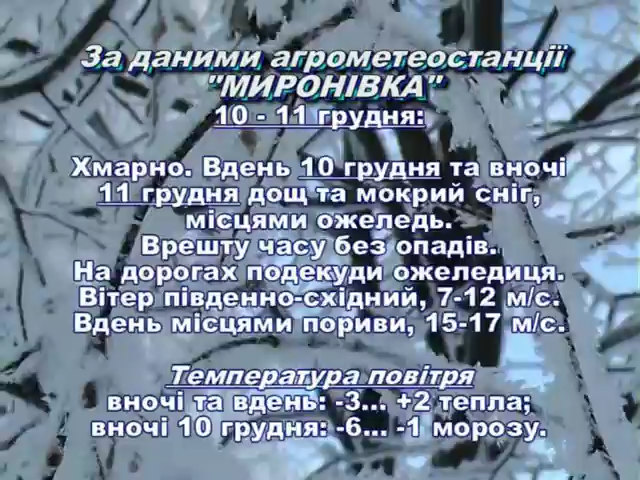 За даними агрометеостанції
"МИРОНІВКА"
10 - 11 грудня:
Хмарно. Вдень 10 грудня та вночі
11 грудня дощ та мокрий сніг,
місцями ожеледь.
Врешту часу без опадів.
На дорогах подекуди ожеледиця.
Вітер південно-східний, 7-12 м/с.
Вдень місцями пориви, 15-17 м/с.
Температура повітря
вночі та вдень: -3... +2 тепла;
вночі 10 грудня: -6... -1 морозу.